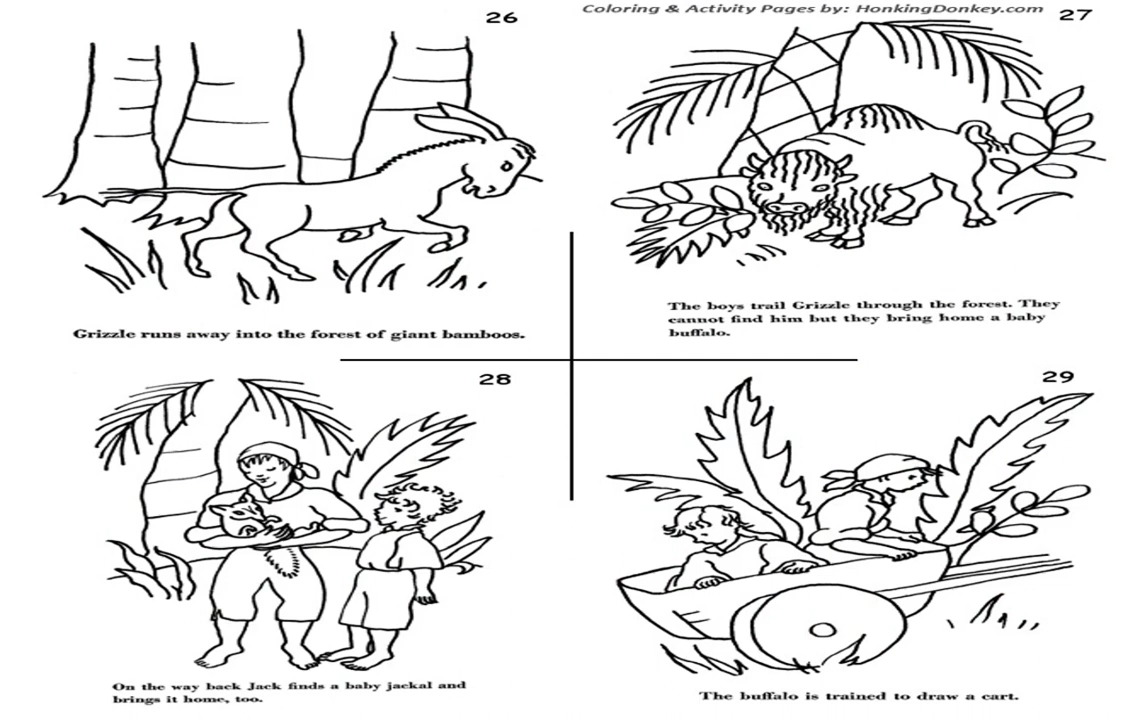 26
Coloring & Activity Pages by: HonkingDonkey.com
27
Grizzle runs away into the forest of giant bamboos.
The boys trail Grizzle through the forest. They
cannot find him but they bring home a baby
buffalo.
28
29
On the way back Jack finds a baby jackal and
brings it home, too.
The buffalo is trained to draw a cart.